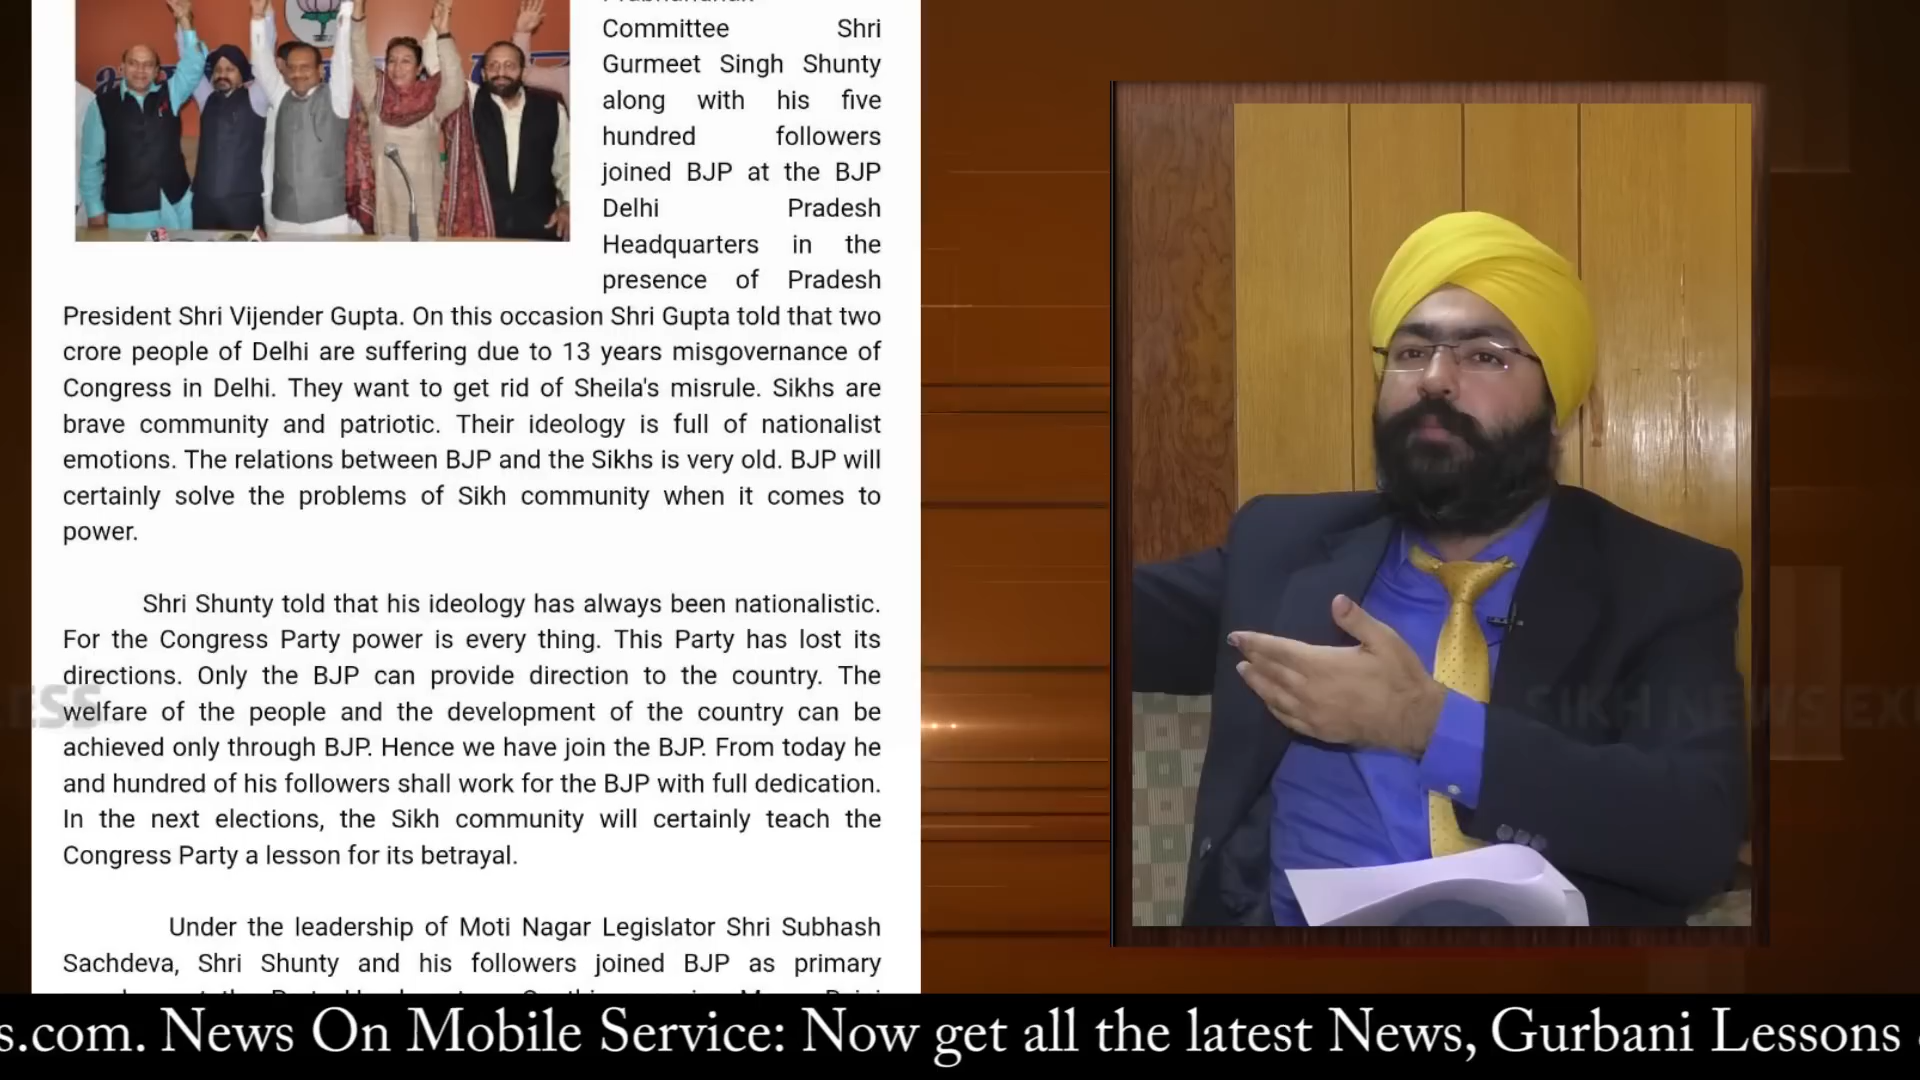 Committee Shri
Gurmeet Singh Shunty
along with his five
hundred followers
joined BJP at the BJP
Delhi Pradesh
Headquarters in the
presence of Pradesh
President Shri Vijender Gupta. On this occasion Shri Gupta told that two
crore people of Delhi are suffering due to 13 years misgovernance of
Congress in Delhi. They want to get rid of Sheila's misrule. Sikhs are
brave community and patriotic. Their ideology is full of nationalist
emotions. The relations between BJP and the Sikhs is very old. BJP will
certainly solve the problems of Sikh community when it comes to
power.
Shri Shunty told that his ideology has always been nationalistic.
For the Congress Party power is every thing. This Party has lost its
directions. Only the BJP can provide direction to the country. The
welfare of the people and the development of the country can be
achieved only through BJP. Hence we have join the BJP. From today he
and hundred of his followers shall work for the BJP with full dedication.
In the next elections, the Sikh community will certainly teach the
Congress Party a lesson for its betrayal.
Under the leadership of Moti Nagar Legislator Shri Subhash
Sachdeva, Shri Shunty and his followers joined BJP as primary
ESS
SIKH NEWS EX
s.com. News On Mobile Service: Now get all the latest News, Gurbani Lessons